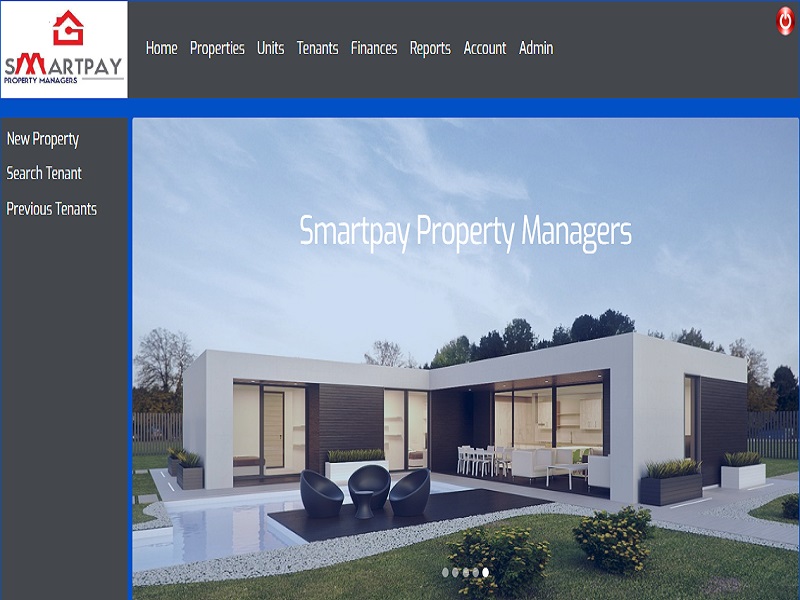 SMARTPAY
PROPERTY MANAGERS
Home Properties Units Tenants Finances Reports Account Admin
New Property
Search Tenant
Previous Tenants
Smartpay Property Managers